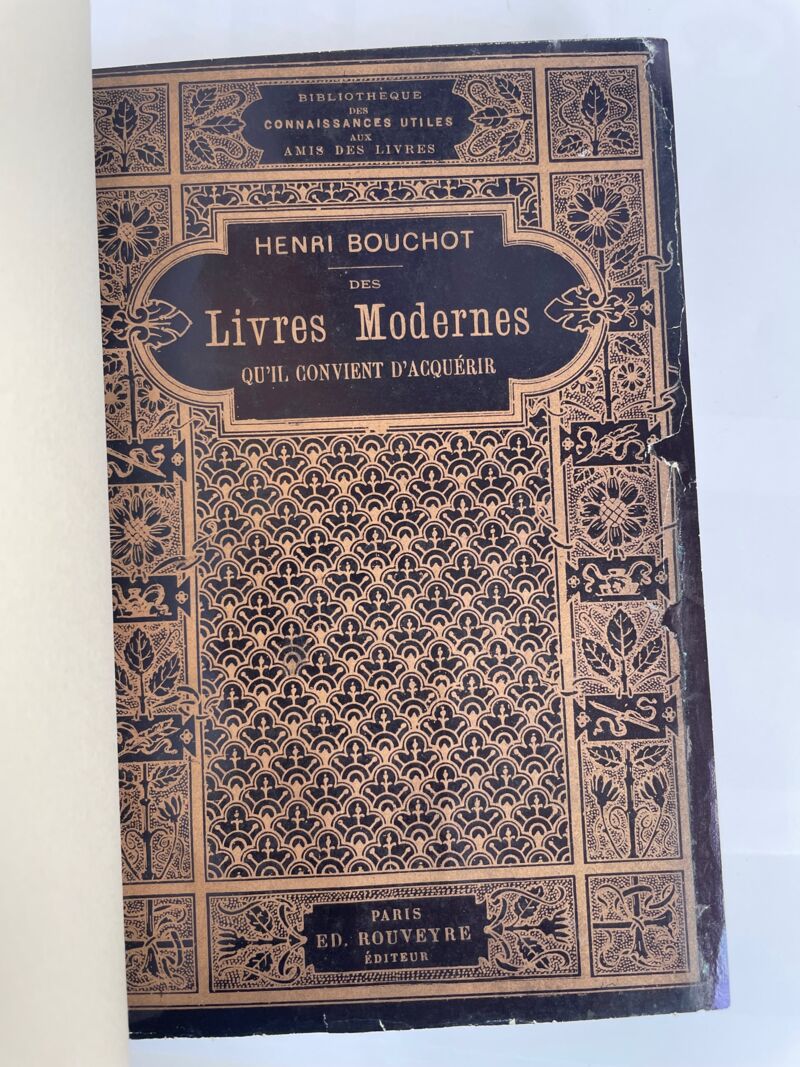 BIBLIOTHÈQUE
DES
CONNAISSANCES UTILES
AUX
AMIS DES LIVRES
HENRI BOUCHOT
DES
Livres Modernes
QU'IL CONVIENT D'ACQUÉRIR
PARIS
ED. ROUVEYRE
ÉDITEUR